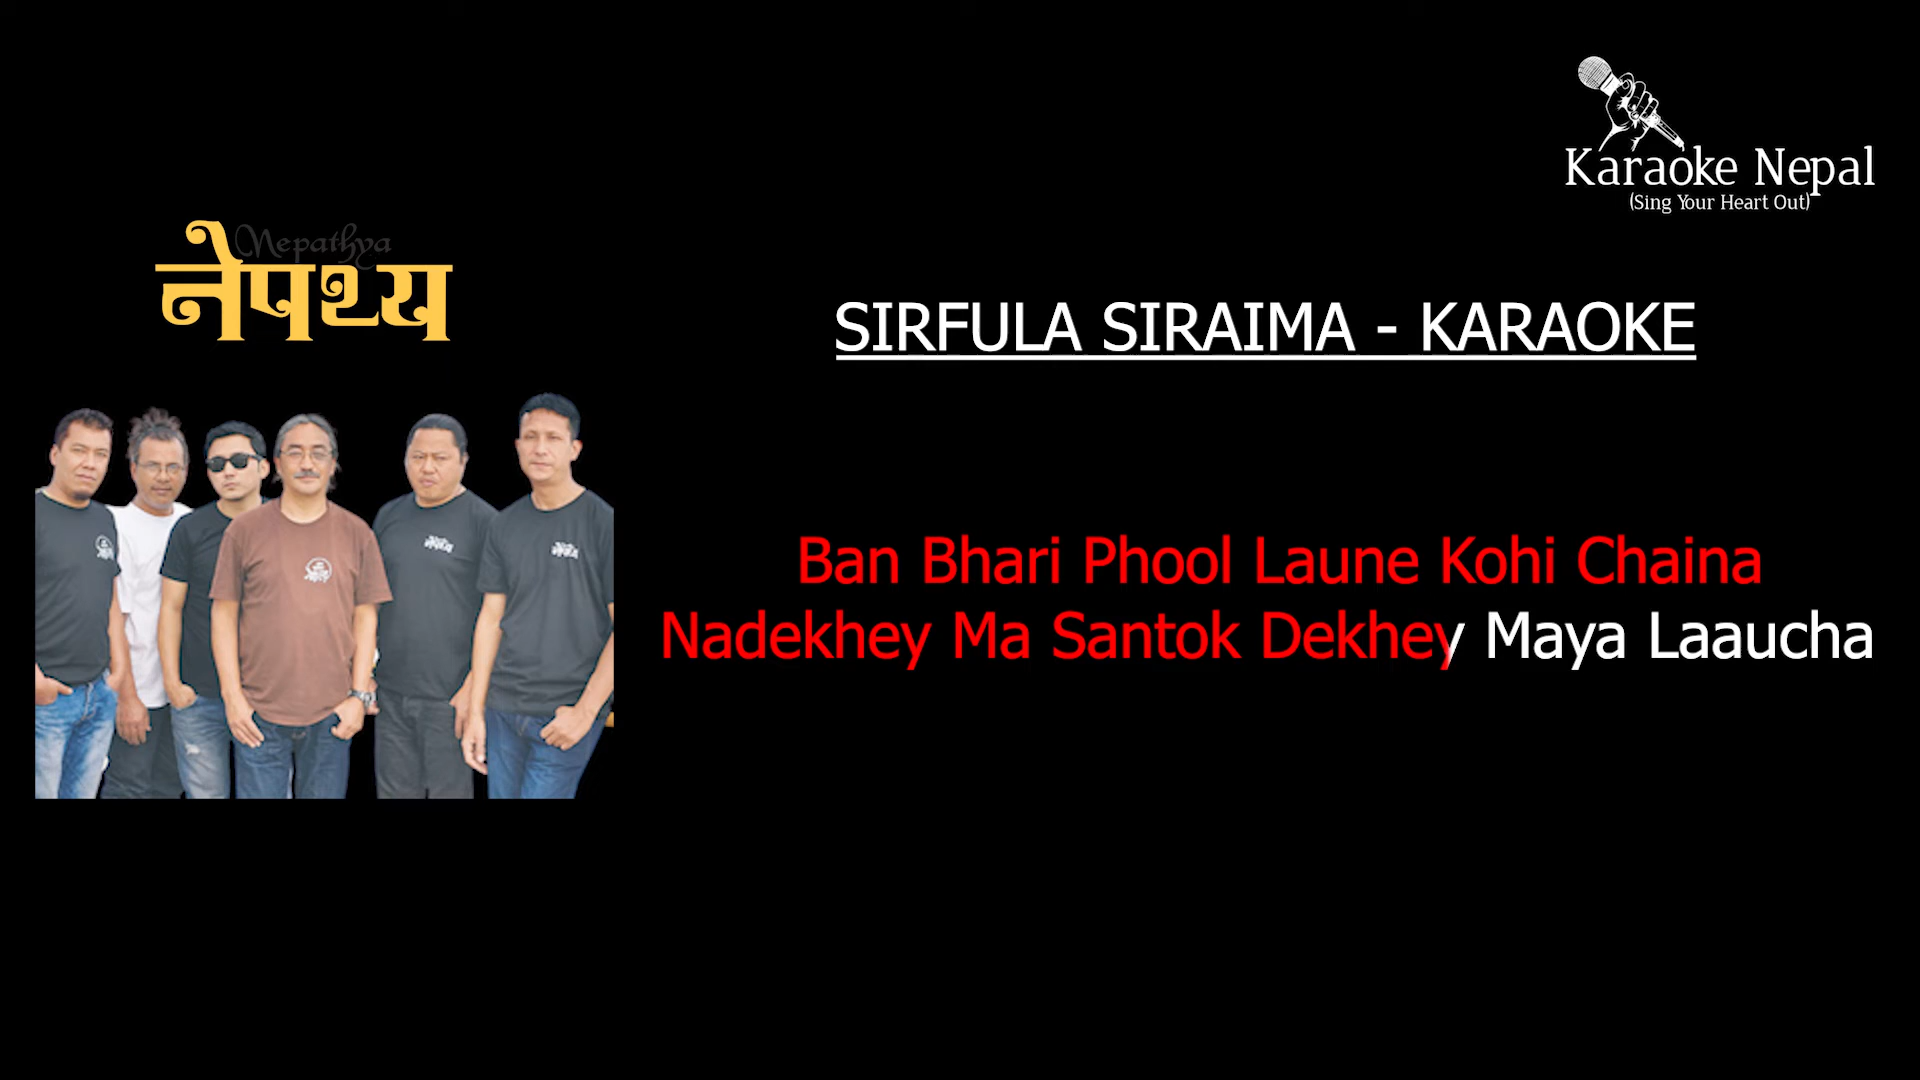 Karaoke Nepal
(Sing Your Heart Out)
Nepathya
नेपथ्य
SIRFULA SIRAIMA - KARAOKE
Ban Bhari Phool Laune Kohi Chaina
Nadekhey Ma Santok Dekhey Maya Laaucha